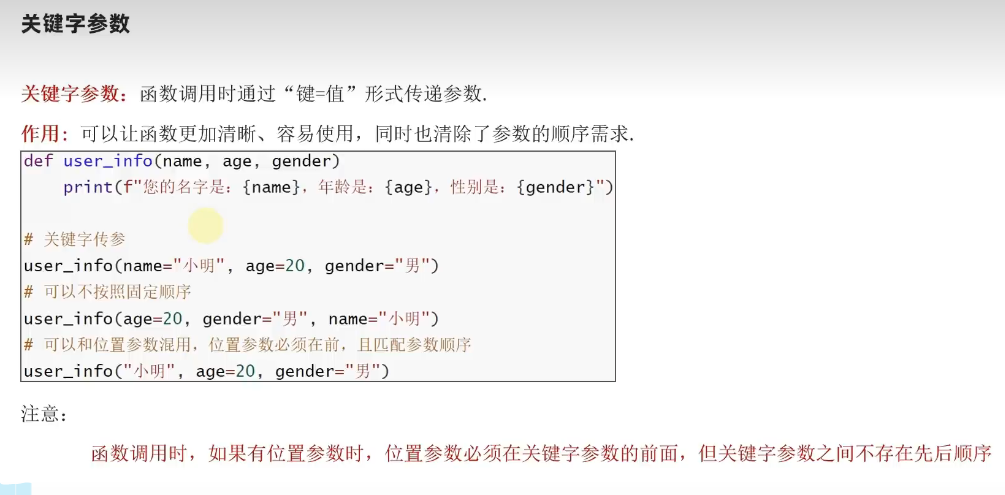 关键字参数
关键字参数：函数调用时通过“键=值”形式传递参数.
作用：可以让函数更加清晰、容易使用，同时也清除了参数的顺序需求.
def user_info(name, age, gender)
    print(f"您的名字是：{name}，年龄是：{age}，性别是：{gender}")
# 关键字传参
user_info(name="小明", age=20, gender="男")
# 可以不按照固定顺序
user_info(age=20, gender="男", name="小明")
# 可以和位置参数混用，位置参数必须在前，且匹配参数顺序
user_info("小明", age=20, gender="男")
注意：
函数调用时，如果有位置参数时，位置参数必须在关键字参数的前面，但关键字参数之间不存在先后顺序